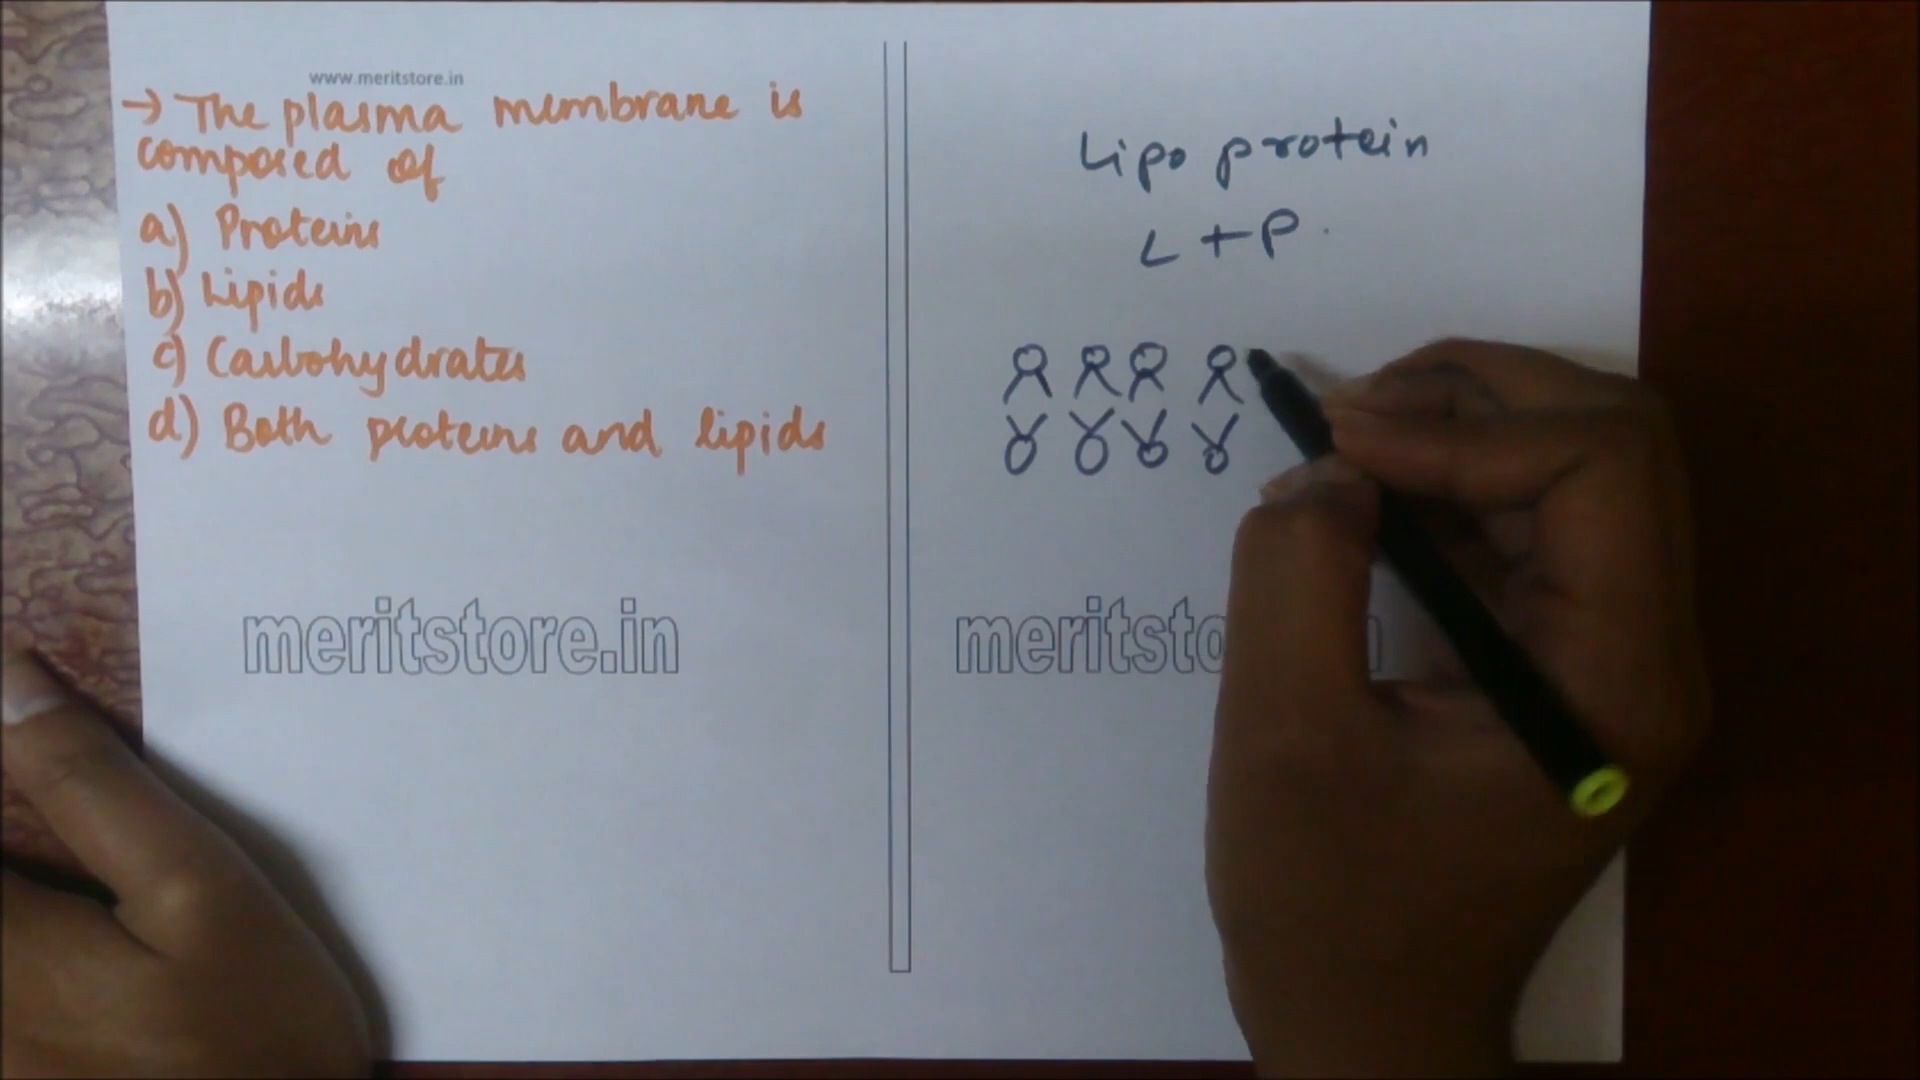 www.meritstore.in
→ The plasma membrane is
composed of
a) Proteins
b) Lipids
c) Carbohydrates
d) Both proteins and lipids
meritstore.in
Lipo protein
L + P.
meritsto